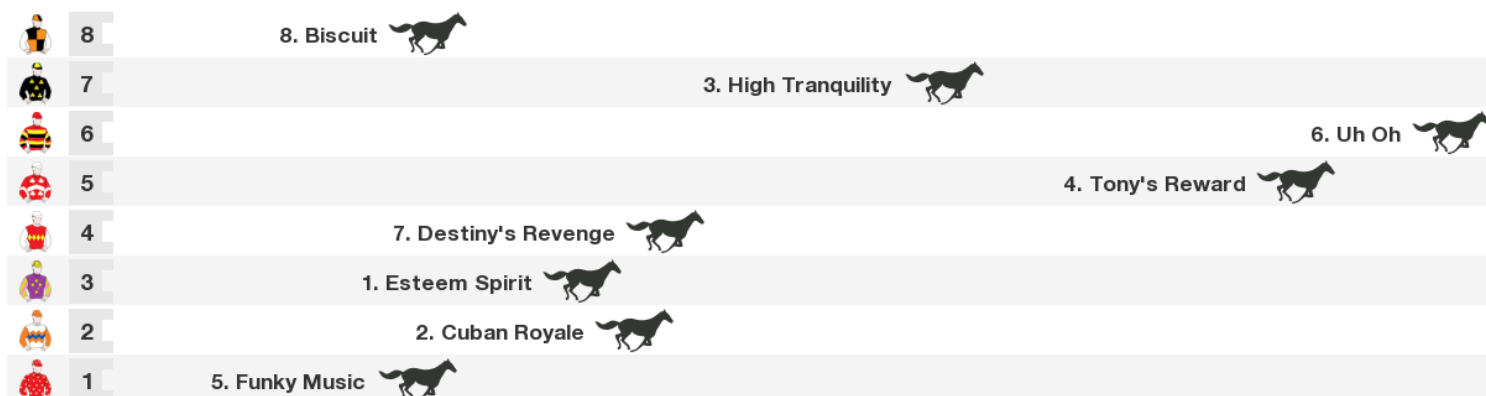 8 8. Biscuit
7 3. High Tranquility
6 6. Uh Oh
5 4. Tony's Reward
4 7. Destiny's Revenge
3 1. Esteem Spirit
2 2. Cuban Royale
1 5. Funky Music